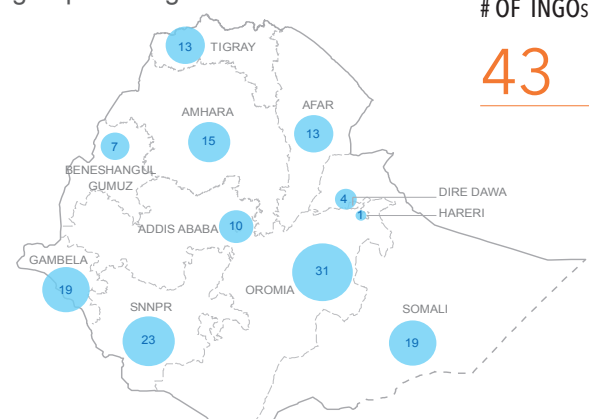 # OF INGOs
43
13 TIGRAY
AMHARA
15
AFAR
13
7
BENESHANGUL
GUMUZ
4
DIRE DAWA
1
HARERI
ADDIS ABABA 10
GAMBELA
19
31
OROMIA
SNNPR
23
SOMALI
19